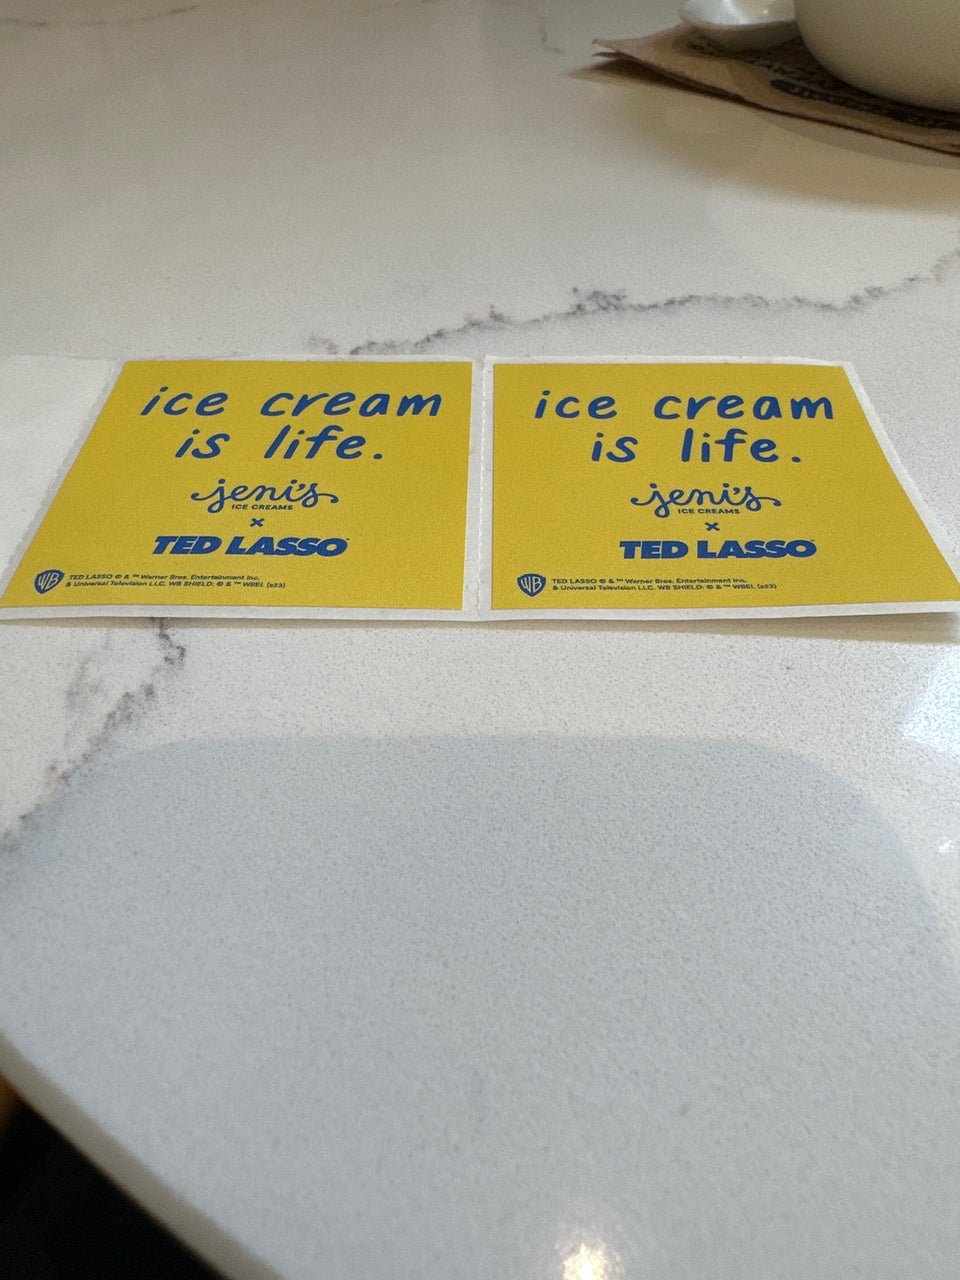 ice cream
is life.
jeni's
ICE CREAMS
×
TED LASSO
WB
TED LASSO © & ™ Warner Bros. Entertainment Inc.
& Universal Television LLC. WB SHIELD: © & ™ WBEI. (s23)
ice cream
is life.
jeni's
ICE CREAMS
×
TED LASSO
WB
TED LASSO © & ™ Warner Bros. Entertainment Inc.
& Universal Television LLC. WB SHIELD: © & ™ WBEI. (s23)